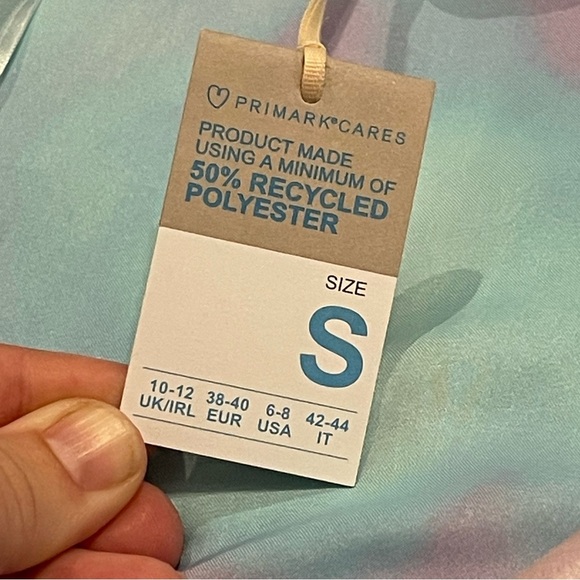 PRIMARK®CARES
PRODUCT MADE
USING A MINIMUM OF
50% RECYCLED
POLYESTER
SIZE
S
10-12 38-40 6-8 42-44
UK/IRL EUR USA IT